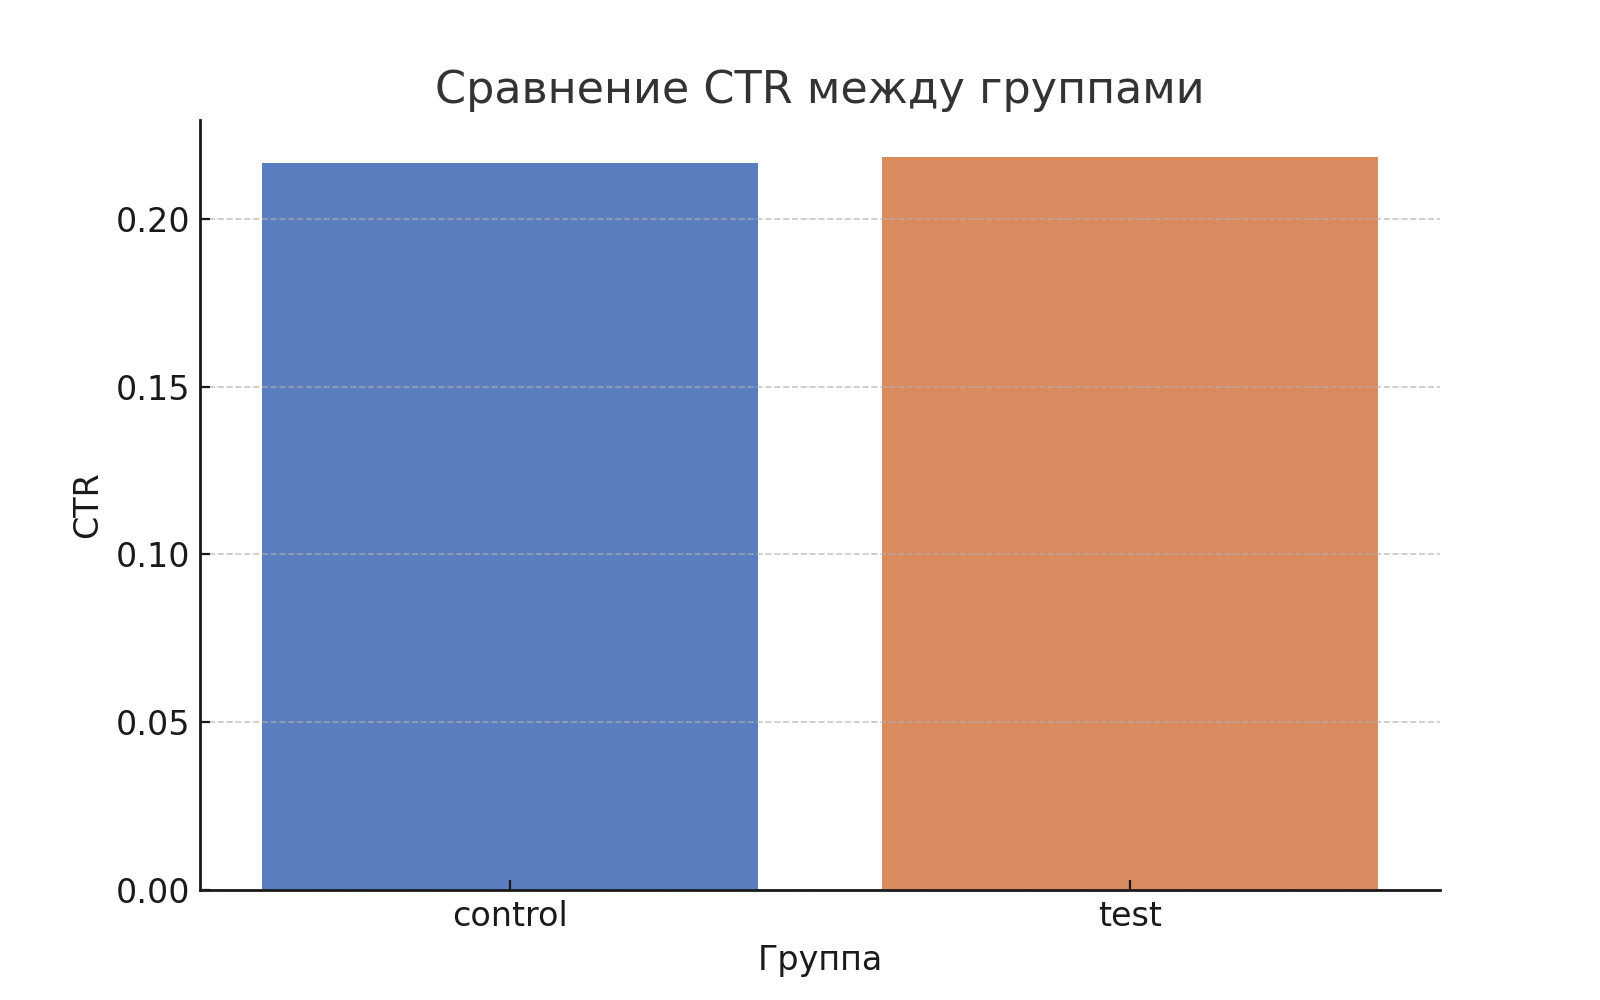 Сравнение CTR между группами
CTR
0.20
0.15
0.10
0.05
0.00
control
test
Группа